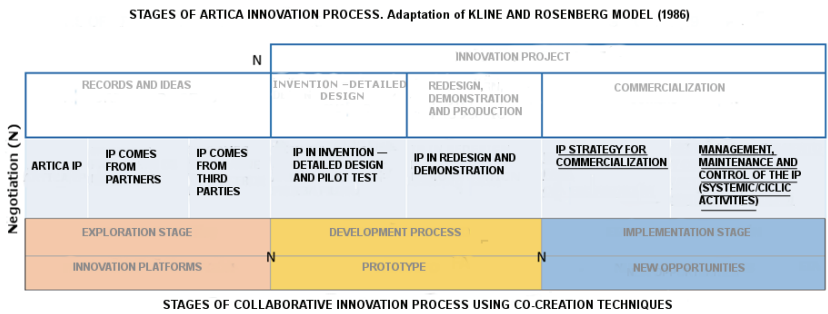 STAGES OF ARTICA INNOVATION PROCESS. Adaptation of KLINE AND ROSENBERG MODEL (1986)
N
INNOVATION PROJECT
RECORDS AND IDEAS
INVENTION –DETAILED
DESIGN
REDESIGN,
DEMONSTRATION
AND PRODUCTION
COMMERCIALIZATION
Negotiation (N)
ARTICA IP
IP COMES
FROM
PARTNERS
IP COMES
FROM
THIRD
PARTIES
IP IN INVENTION —
DETAILED DESIGN
AND PILOT TEST
IP IN REDESIGN AND
DEMONSTRATION
IP STRATEGY FOR
COMMERCIALIZATION
MANAGEMENT,
MAINTENANCE AND
CONTROL OF THE IP
(SYSTEMIC/CICLIC
ACTIVITIES)
EXPLORATION STAGE
DEVELOPMENT PROCESS
IMPLEMENTATION STAGE
N
N
INNOVATION PLATFORMS
PROTOTYPE
NEW OPPORTUNITIES
STAGES OF COLLABORATIVE INNOVATION PROCESS USING CO-CREATION TECHNIQUES